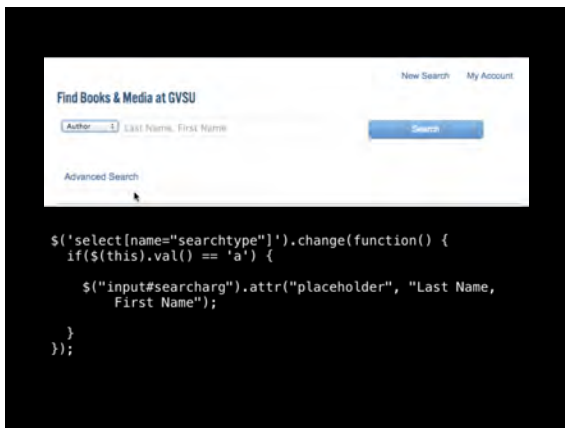 New Search My Account
Find Books & Media at GVSU
Author Last Name, First Name Search
Advanced Search
$('select[name="searchtype"]').change(function() {
if($(this).val() == 'a') {
$("input#searcharg").attr("placeholder", "Last Name,
First Name");
}
});